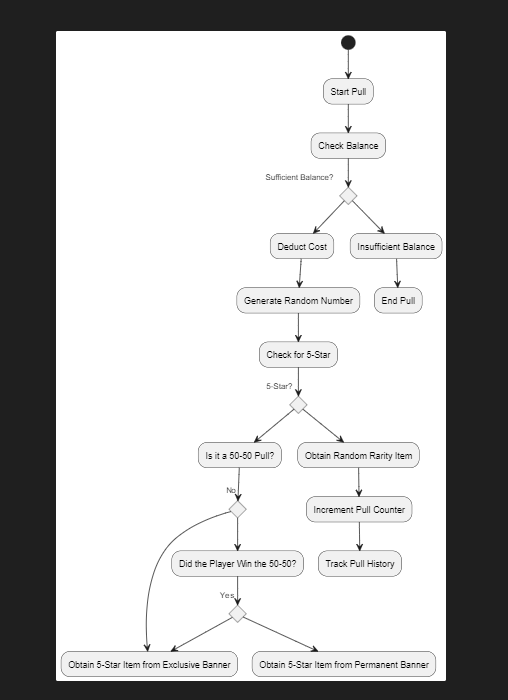 Start Pull
Check Balance
Sufficient Balance?
Deduct Cost
Insufficient Balance
Generate Random Number
End Pull
Check for 5-Star
5-Star?
Is it a 50-50 Pull?
Obtain Random Rarity Item
No
Increment Pull Counter
Did the Player Win the 50-50?
Track Pull History
Yes
Obtain 5-Star Item from Exclusive Banner
Obtain 5-Star Item from Permanent Banner